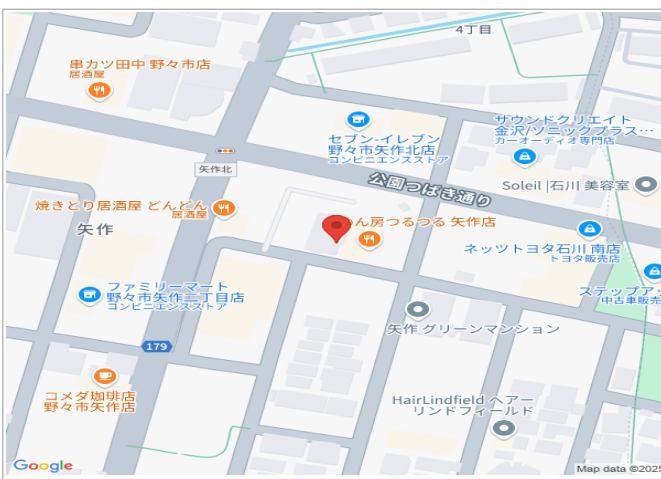 4丁目
串カツ田中 野々市店
居酒屋
セブン-イレブン
野々市矢作北店
コンビニエンスストア
サウンドクリエイト
金沢/ソニックプラス…
カーオーディオ専門店
矢作北
公園つばき通り
Soleil |石川 美容室
焼きとり居酒屋 どんどん
居酒屋
矢作
めん房つるつる 矢作店
ネッツトヨタ石川 南店
トヨタ販売店
ファミリーマート
野々市矢作二丁目店
コンビニエンスストア
ステップアッ
中古車販売
矢作 グリーンマンション
179
コメダ珈琲店
野々市矢作店
HairLindfield ヘアー
リンドフィールド
Google
Map data ©2025